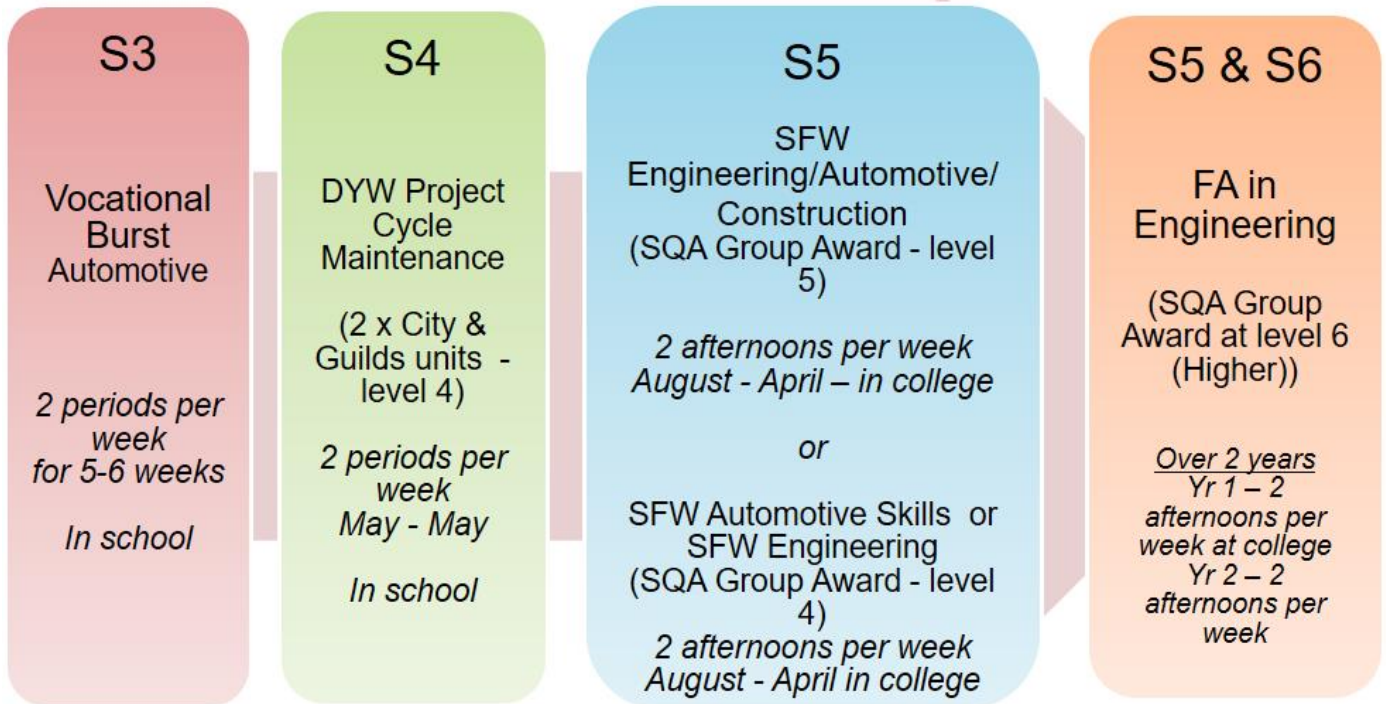 S3
Vocational
Burst
Automotive
2 periods per
week
for 5-6 weeks
In school
S4
DYW Project
Cycle
Maintenance
(2 x City &
Guilds units -
level 4)
2 periods per
week
May - May
In school
S5
SFW
Engineering/Automotive/
Construction
(SQA Group Award - level
5)
2 afternoons per week
August - April – in college
or
SFW Automotive Skills or
SFW Engineering
(SQA Group Award - level
4)
2 afternoons per week
August - April in college
S5 & S6
FA in
Engineering
(SQA Group
Award at level 6
(Higher))
Over 2 years
Yr 1 – 2
afternoons per
week at college
Yr 2 – 2
afternoons per
week